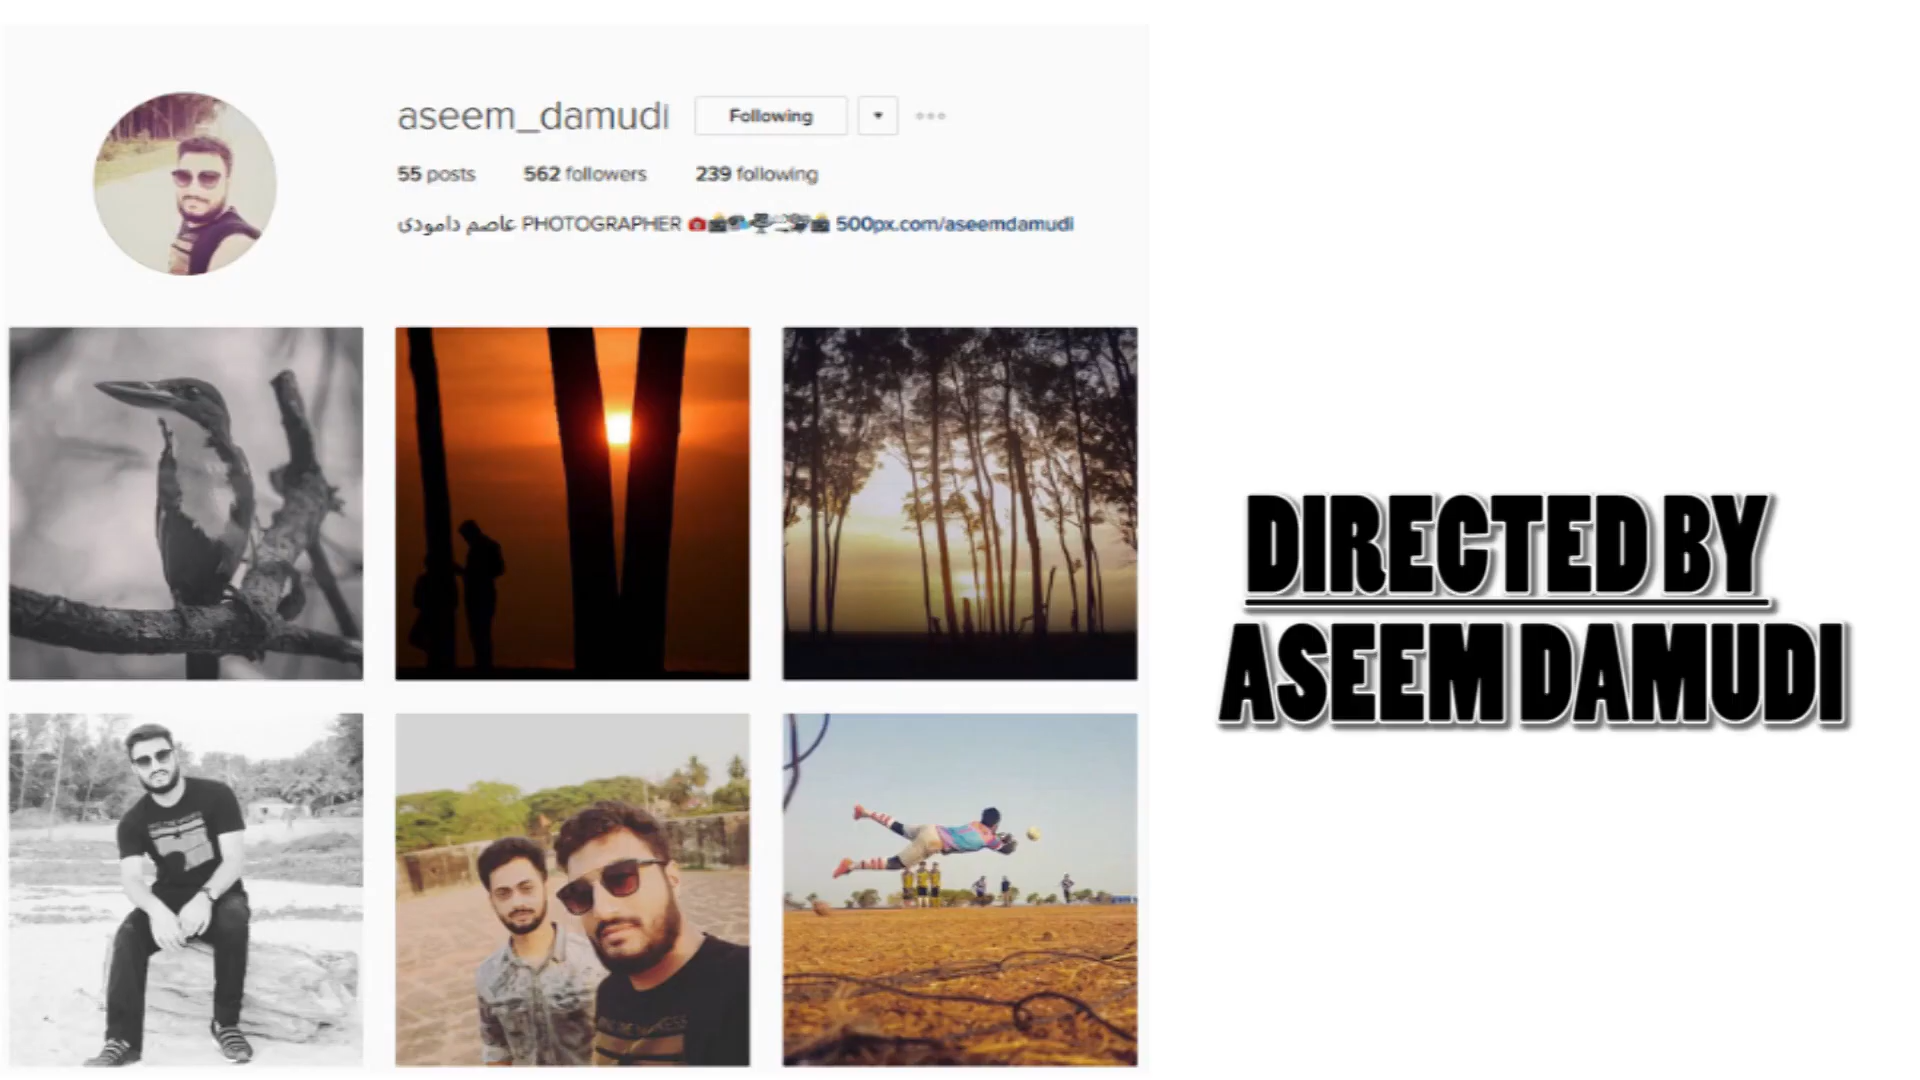 aseem_damudi Following
55 posts 562 followers 239 following
عاصم دامودی PHOTOGRAPHER 500px.com/aseemdamudi
DIRECTED BY
ASEEM DAMUDI